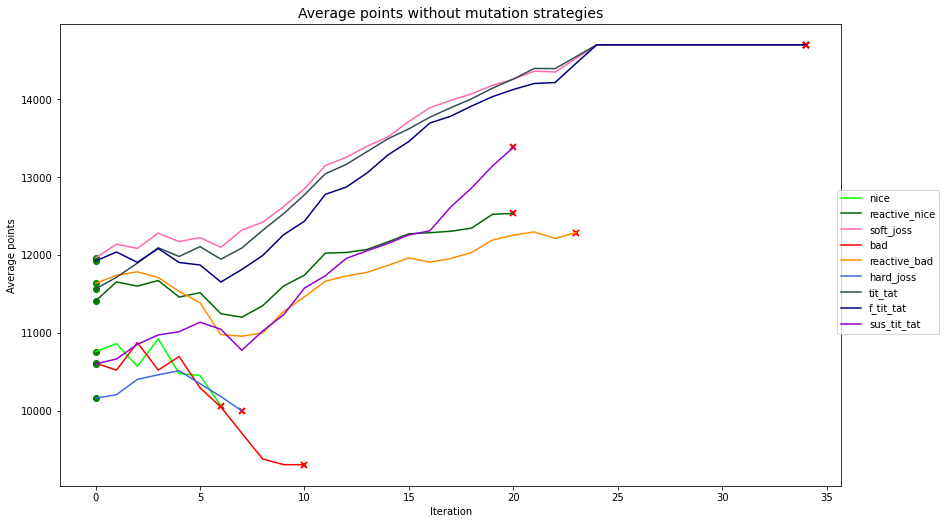 Average points without mutation strategies
Average points
14000
13000
12000
11000
10000
0
5
10
15
20
25
30
35
Iteration
nice
reactive_nice
soft_joss
bad
reactive_bad
hard_joss
tit_tat
f_tit_tat
sus_tit_tat